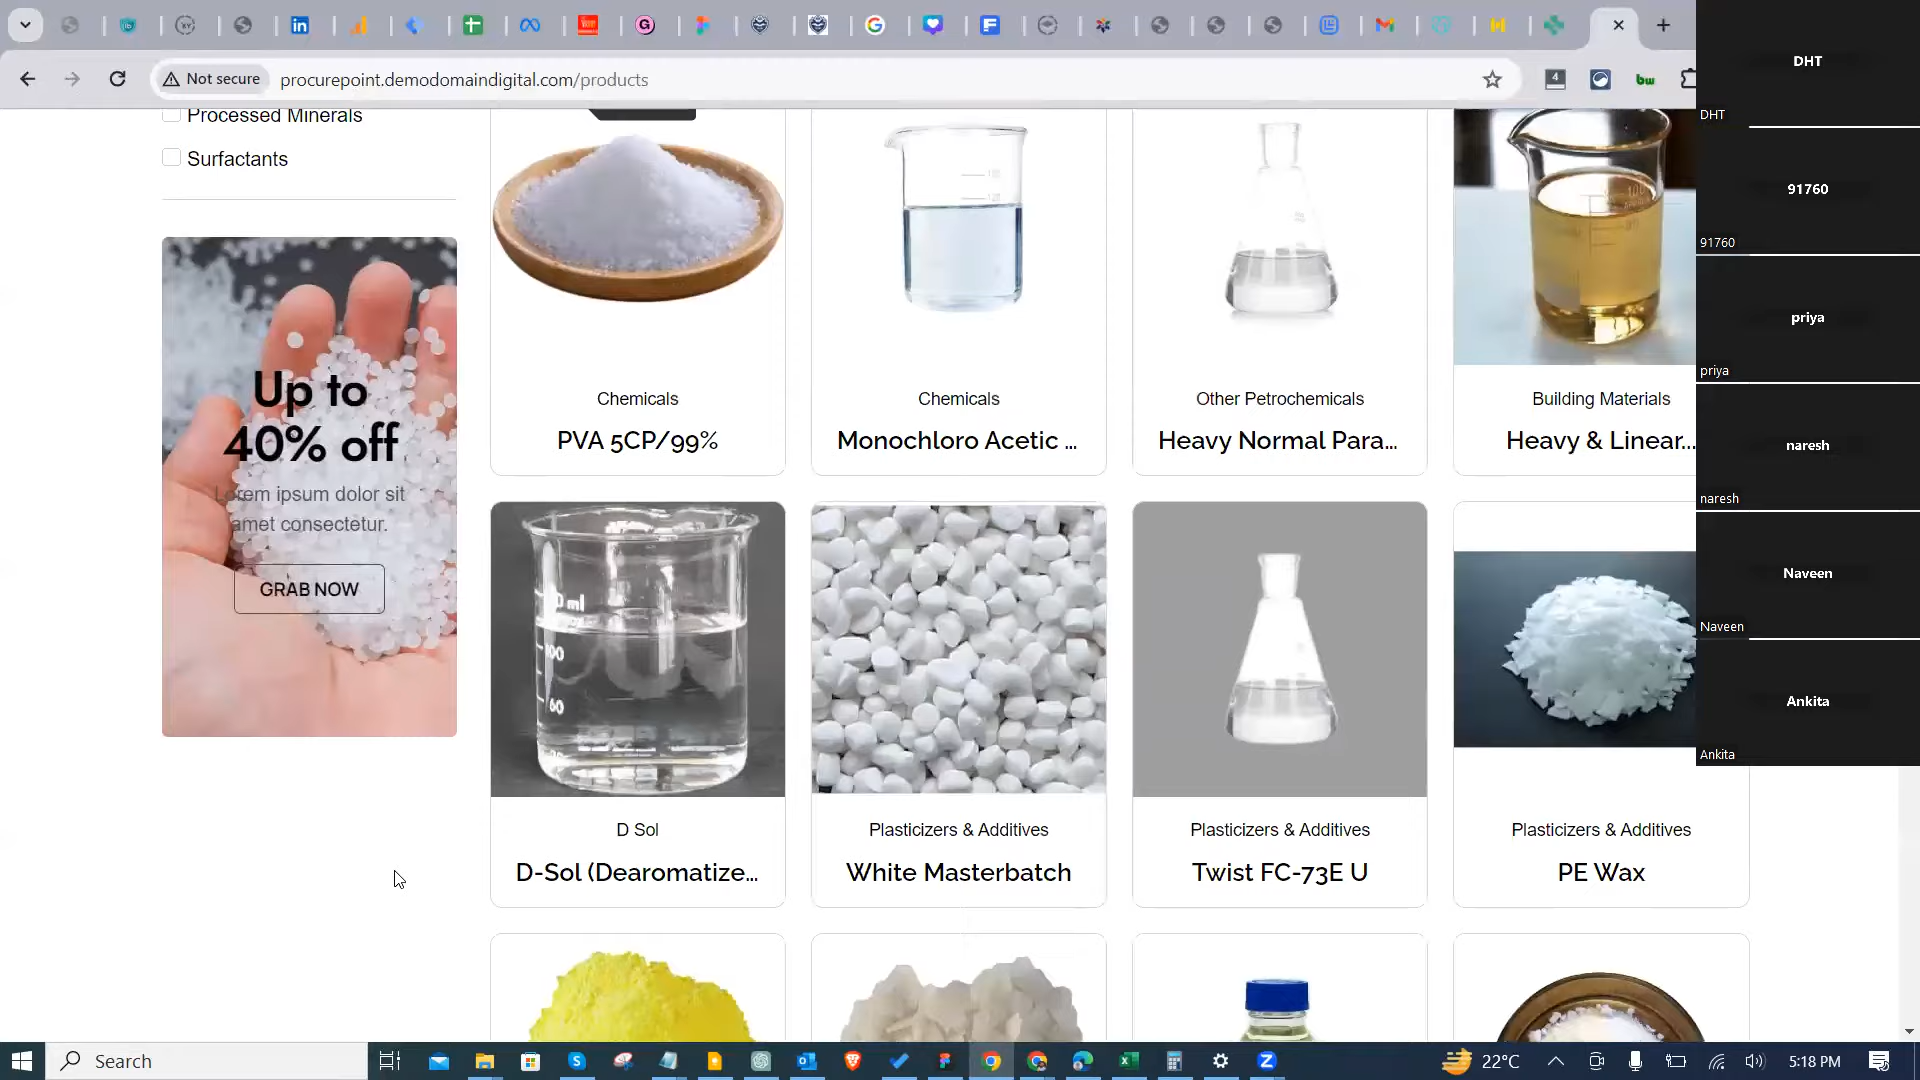 Not secure
procurepoint.demodomaindigital.com/products
4
bw
Processed Minerals
Surfactants
Up to
40% off
Lorem ipsum dolor sit
amet consectetur.
GRAB NOW
Chemicals
PVA 5CP/99%
Chemicals
Monochloro Acetic ...
Other Petrochemicals
Heavy Normal Para...
Building Materials
Heavy & Linear...
D Sol
D-Sol (Dearomatize...
Plasticizers & Additives
White Masterbatch
Plasticizers & Additives
Twist FC-73E U
Plasticizers & Additives
PE Wax
DHT
DHT
91760
91760
priya
priya
naresh
naresh
Naveen
Naveen
Ankita
Ankita
Search
22°C
5:18 PM